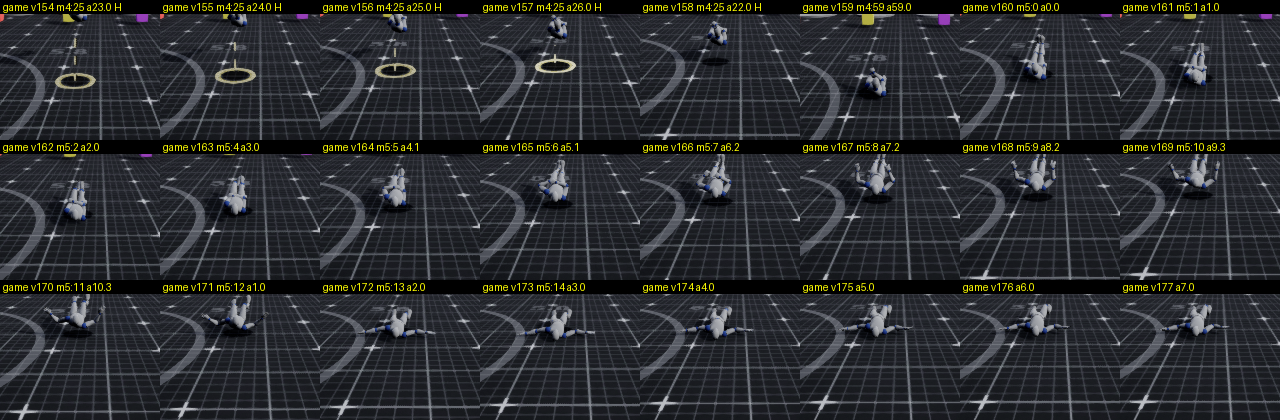 game v154 m4:25 a23.0 H
game v155 m4:25 a24.0 H
game v156 m4:25 a25.0 H
game v157 m4:25 a26.0 H
game v158 m4:25 a22.0 H
game v159 m4:59 a59.0
game v160 m5:0 a0.0
game v161 m5:1 a1.0
game v162 m5:2 a2.0
game v163 m5:4 a3.0
game v164 m5:5 a4.1
game v165 m5:6 a5.1
game v166 m5:7 a6.2
game v167 m5:8 a7.2
game v168 m5:9 a8.2
game v169 m5:10 a9.3
game v170 m5:11 a10.3
game v171 m5:12 a1.0
game v172 m5:13 a2.0
game v173 m5:14 a3.0
game v174 a4.0
game v175 a5.0
game v176 a6.0
game v177 a7.0